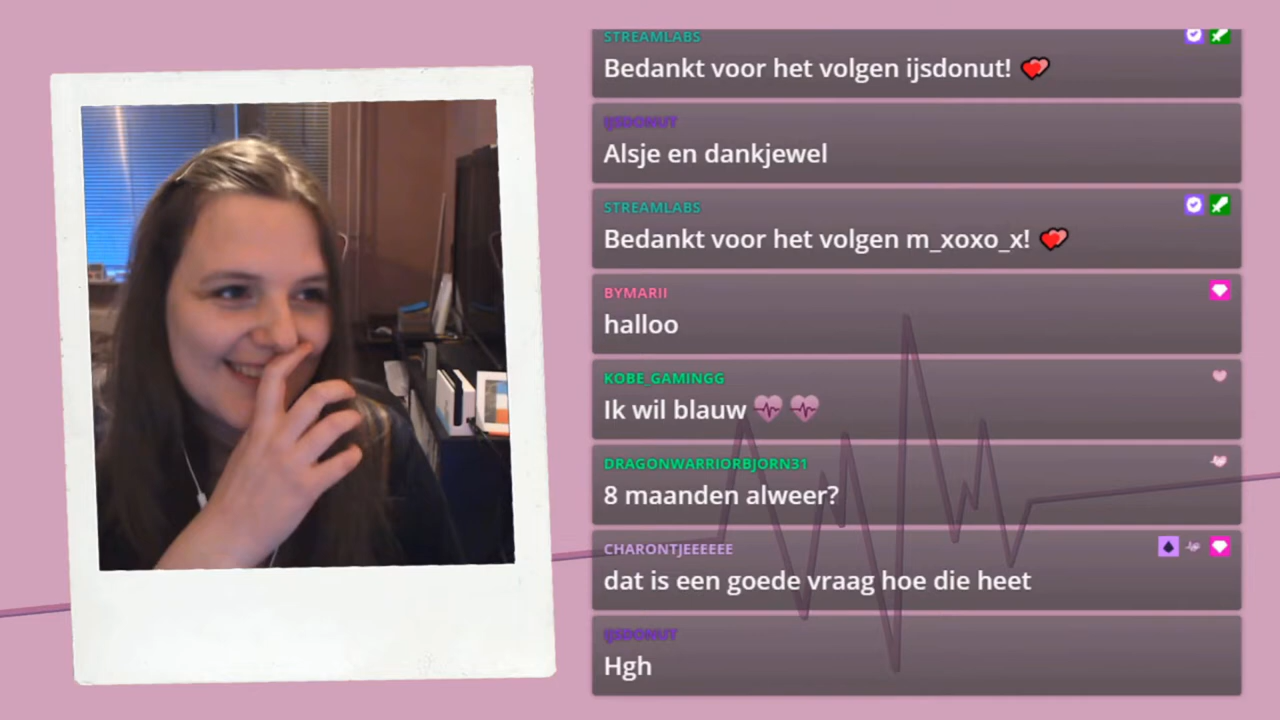 STREAMLABS
Bedankt voor het volgen ijsdonut!
IJSDONUT
Alsje en dankjewel
STREAMLABS
Bedankt voor het volgen m_xoxo_x!
BYMARII
halloo
KOBE_GAMINGG
Ik wil blauw
DRAGONWARRIORBJORN31
8 maanden alweer?
CHARONTJEEEEEE
dat is een goede vraag hoe die heet
IJSDONUT
Hgh